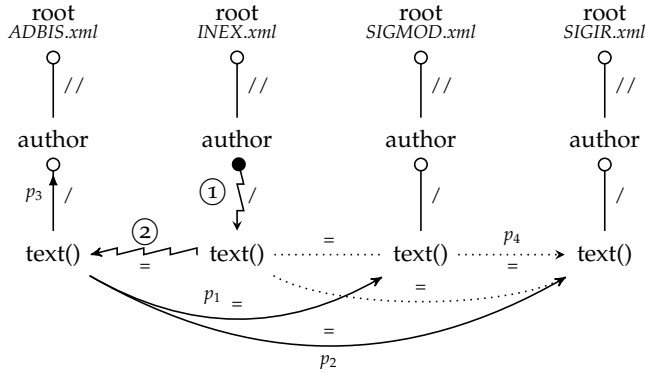 root root root root
ADBIS.xml INEX.xml SIGMOD.xml SIGIR.xml
// // // //
author author author author
p3 / 1 / / /
2 = p4
text() text() text() text()
= = =
p1 =
=
p2